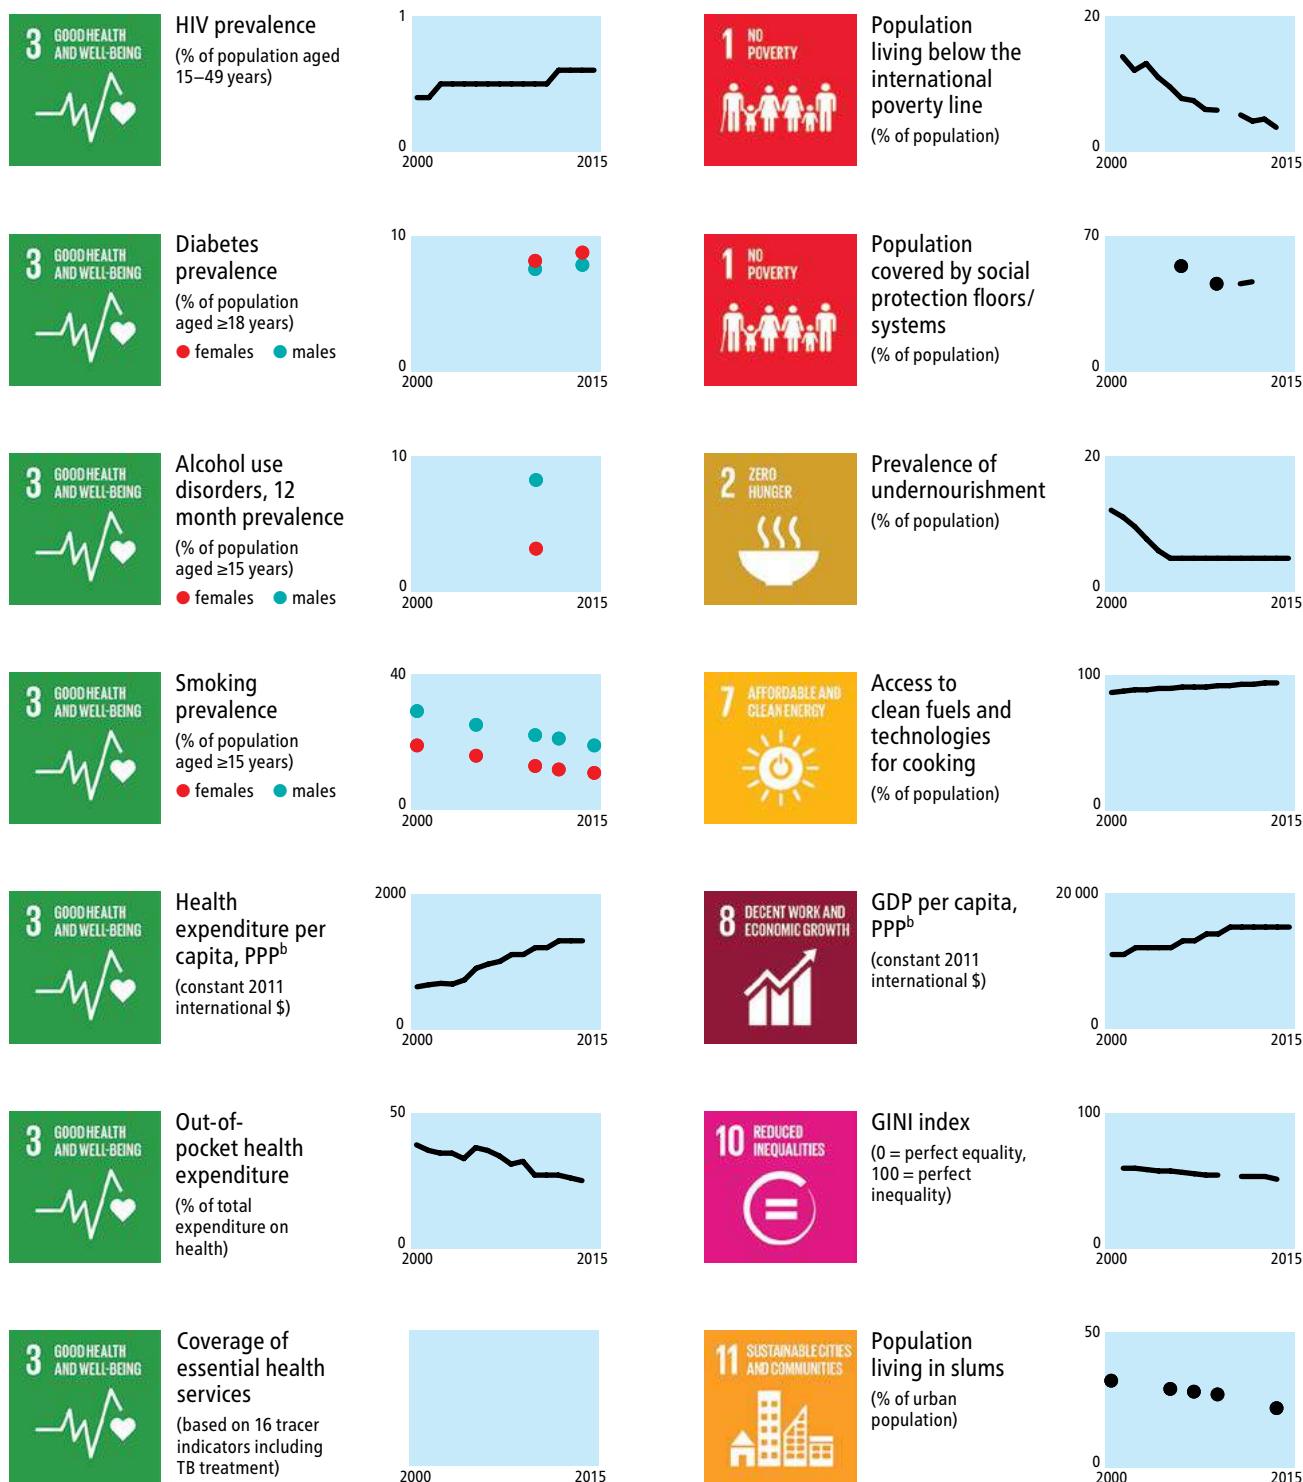 3 GOOD HEALTH
AND WELL-BEING
HIV prevalence
(% of population aged
15–49 years)
1
0
2000 2015
1 NO
POVERTY
Population
living below the
international
poverty line
(% of population)
20
0
2000 2015
3 GOOD HEALTH
AND WELL-BEING
Diabetes
prevalence
(% of population
aged ≥18 years)
females males
10
0
2000 2015
1 NO
POVERTY
Population
covered by social
protection floors/
systems
(% of population)
70
0
2000 2015
3 GOOD HEALTH
AND WELL-BEING
Alcohol use
disorders, 12
month prevalence
(% of population
aged ≥15 years)
females males
10
0
2000 2015
2 ZERO
HUNGER
Prevalence of
undernourishment
(% of population)
20
0
2000 2015
3 GOOD HEALTH
AND WELL-BEING
Smoking
prevalence
(% of population
aged ≥15 years)
females males
40
0
2000 2015
7 AFFORDABLE AND
CLEAN ENERGY
Access to
clean fuels and
technologies
for cooking
(% of population)
100
0
2000 2015
3 GOOD HEALTH
AND WELL-BEING
Health
expenditure per
capita, PPPᵇ
(constant 2011
international $)
2000
0
2000 2015
8 DECENT WORK AND
ECONOMIC GROWTH
GDP per capita,
PPPᵇ
(constant 2011
international $)
20 000
0
2000 2015
3 GOOD HEALTH
AND WELL-BEING
Out-of-
pocket health
expenditure
(% of total
expenditure on
health)
50
0
2000 2015
10 REDUCED
INEQUALITIES
GINI index
(0 = perfect equality,
100 = perfect
inequality)
100
0
2000 2015
3 GOOD HEALTH
AND WELL-BEING
Coverage of
essential health
services
(based on 16 tracer
indicators including
TB treatment)
2000 2015
11 SUSTAINABLE CITIES
AND COMMUNITIES
Population
living in slums
(% of urban
population)
50
0
2000 2015